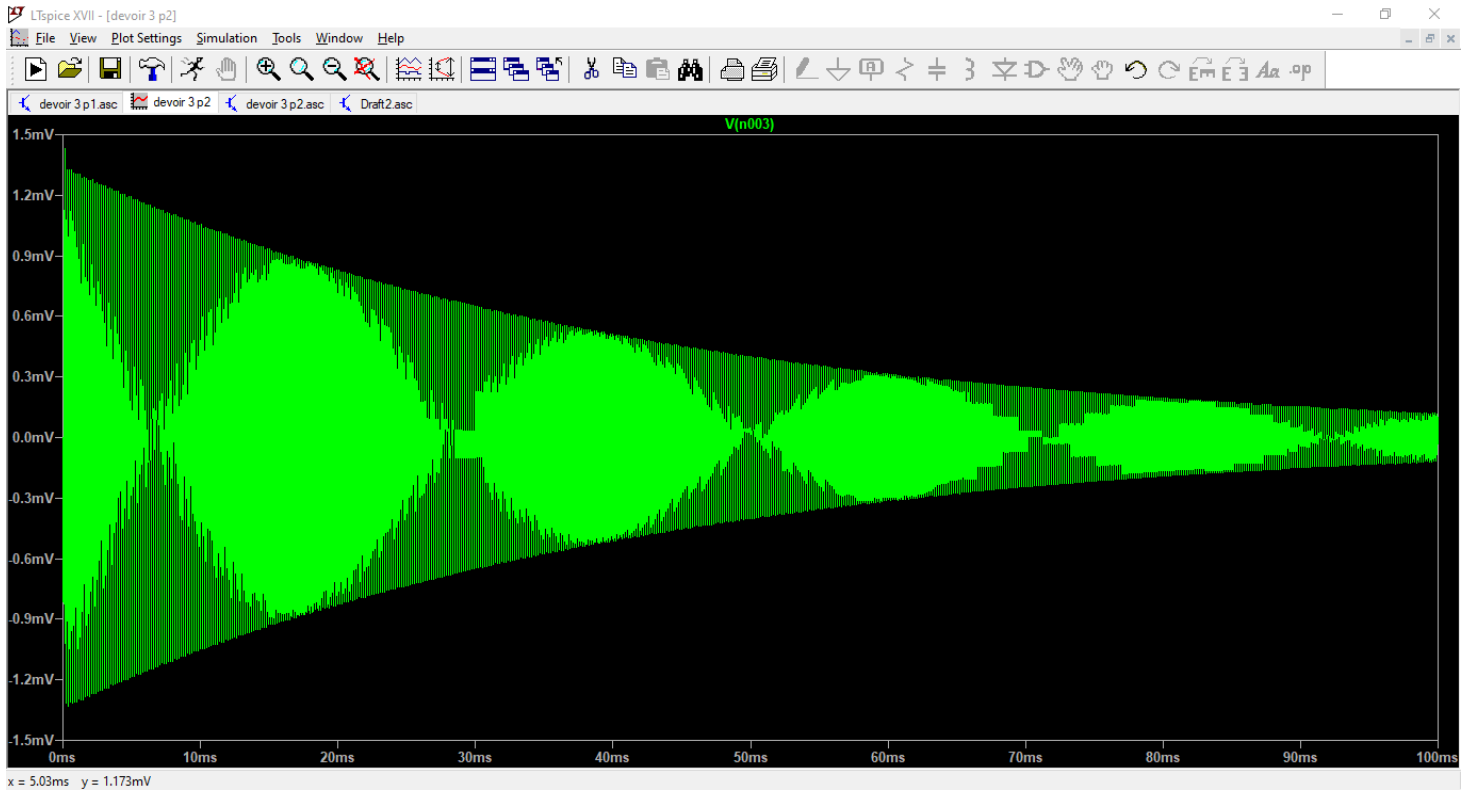 LTspice XVII - [devoir 3 p2]
File View Plot Settings Simulation Tools Window Help
devoir 3 p1.asc devoir 3 p2 devoir 3 p2.asc Draft2.asc
V(n003)
1.5mV
1.2mV
0.9mV
0.6mV
0.3mV
0.0mV
-0.3mV
-0.6mV
-0.9mV
-1.2mV
-1.5mV
0ms 10ms 20ms 30ms 40ms 50ms 60ms 70ms 80ms 90ms 100ms
x = 5.03ms y = 1.173mV